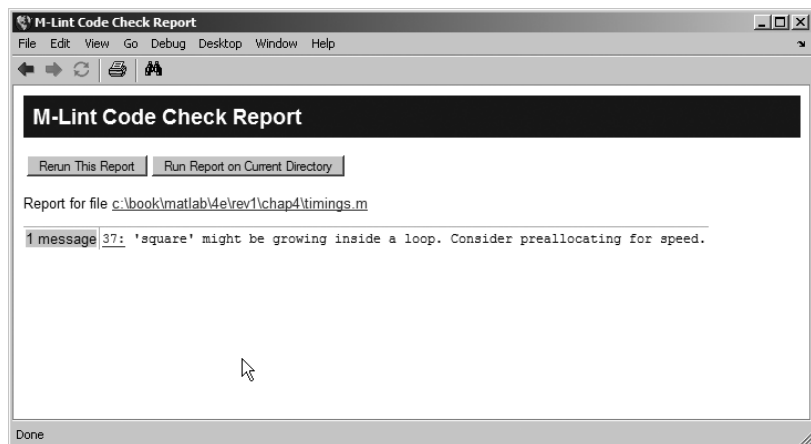 M-Lint Code Check Report
File Edit View Go Debug Desktop Window Help
M-Lint Code Check Report
Rerun This Report Run Report on Current Directory
Report for file c:\book\matlab\4e\rev1\chap4\timings.m
1 message 37: 'square' might be growing inside a loop. Consider preallocating for speed.
Done